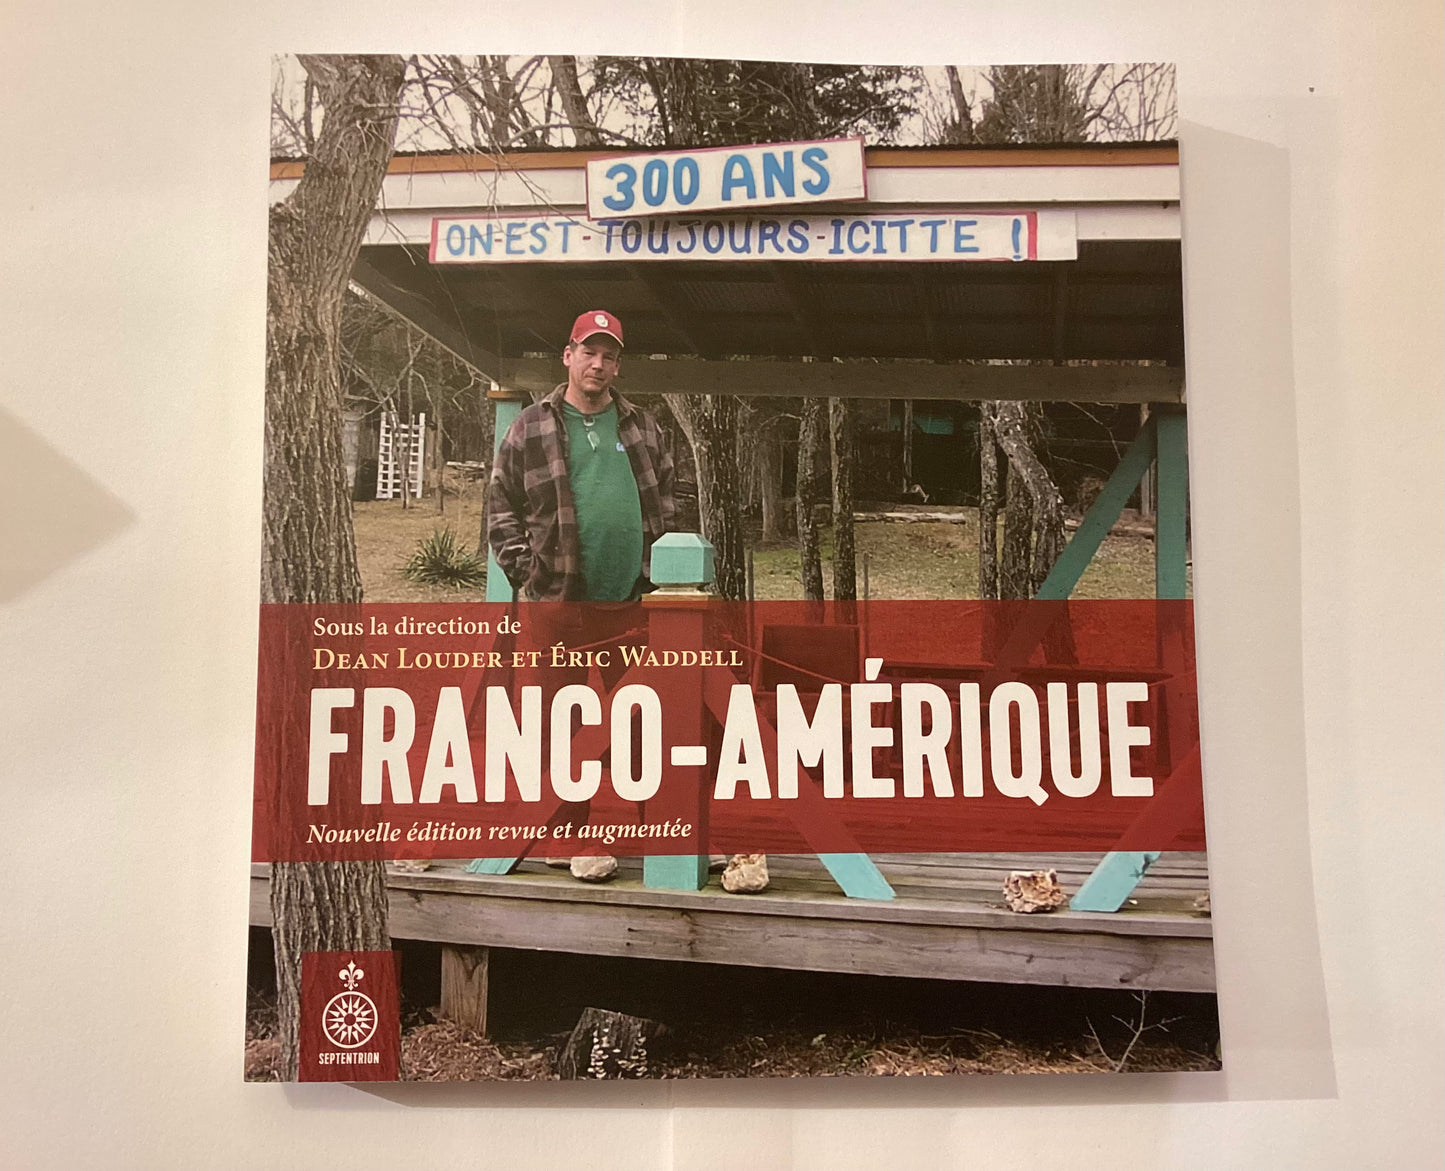 300 ANS
ON-EST-TOUJOURS-ICITTE !
Sous la direction de
DEAN LOUDER ET ÉRIC WADDELL
FRANCO-AMÉRIQUE
Nouvelle édition revue et augmentée
SEPTENTRION